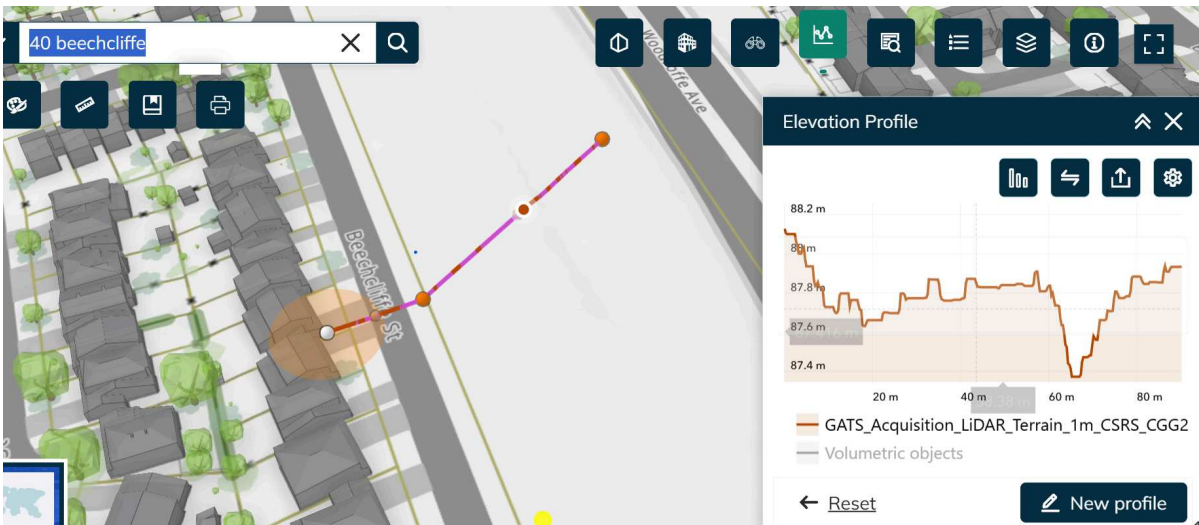 40 beechcliffe
Woodcliffe Ave
Beechcliffe St
Elevation Profile
88.2 m
88 m
87.8 m
87.6 m
87.4 m
20 m
40 m
60 m
80 m
GATS_Acquisition_LiDAR_Terrain_1m_CSRS_CGG2
Volumetric objects
Reset
New profile